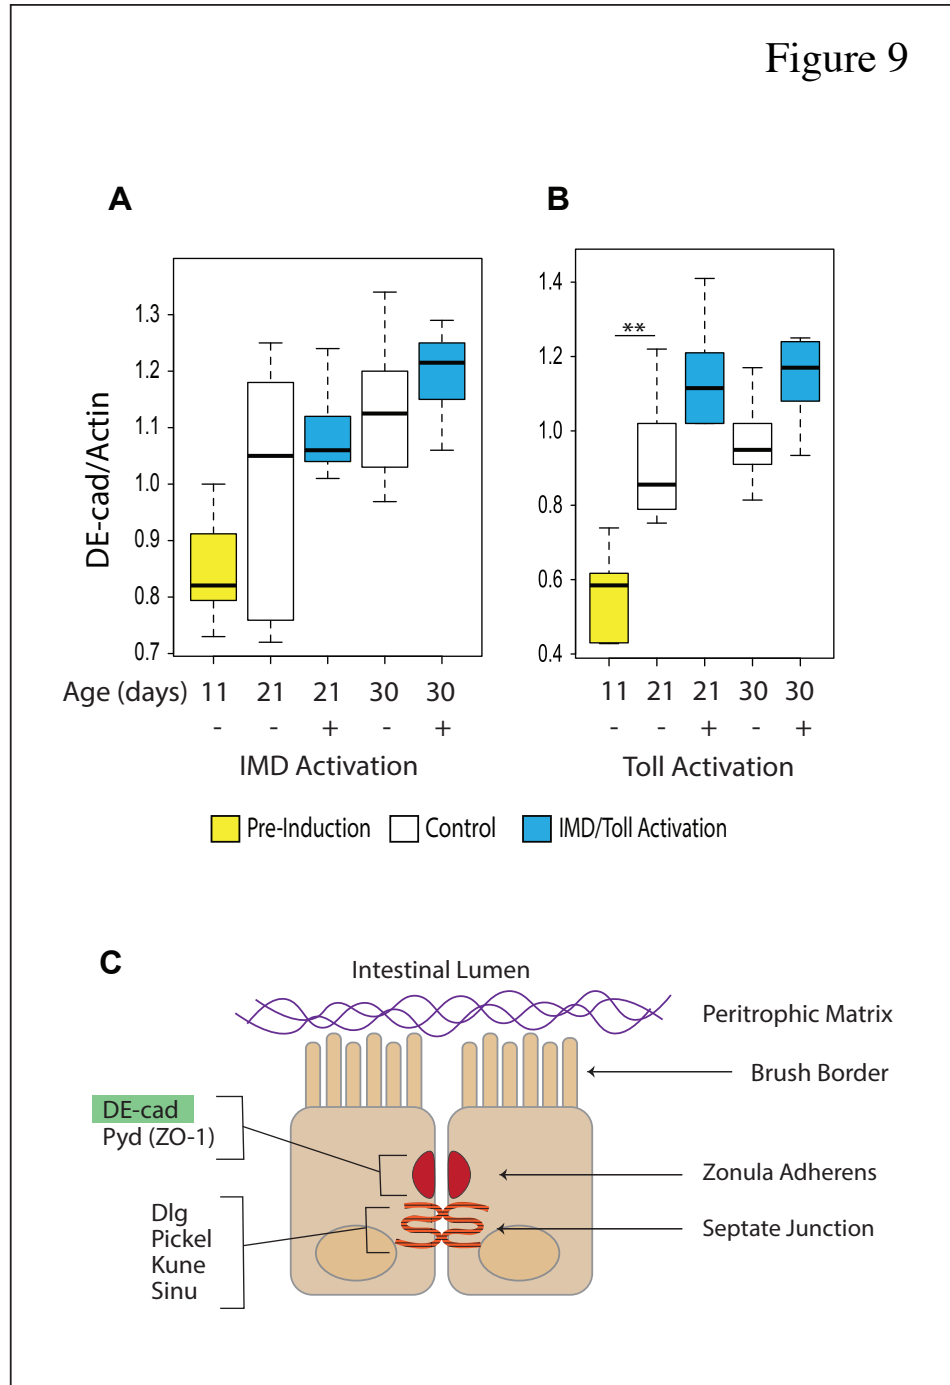 Figure 9
A
1.3
1.2
1.1
1.0
0.9
0.8
0.7
DE-cad/Actin
Age (days) 11 21 21 30 30
- - + - +
IMD Activation
B
1.4
1.2
1.0
0.8
0.6
0.4
**
11 21 21 30 30
- - + - +
Toll Activation
Pre-Induction Control IMD/Toll Activation
C
Intestinal Lumen
Peritrophic Matrix
Brush Border
DE-cad
Pyd (ZO-1)
Zonula Adherens
Dlg
Pickel
Kune
Sinu
Septate Junction